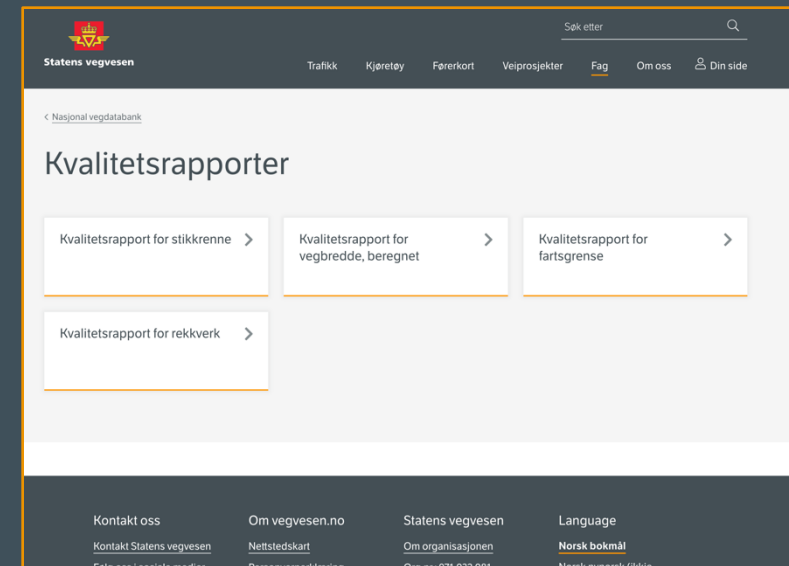 Søk etter
Statens vegvesen
Trafikk Kjøretøy Førerkort Veiprosjekter Fag Om oss Din side
< Nasjonal vegdatabank
Kvalitetsrapporter
Kvalitetsrapport for stikkrenne
Kvalitetsrapport for
vegbredde, beregnet
Kvalitetsrapport for
fartsgrense
Kvalitetsrapport for rekkverk
Kontakt oss Om vegvesen.no Statens vegvesen Language
Kontakt Statens vegvesen Nettstedskart Om organisasjonen Norsk bokmål